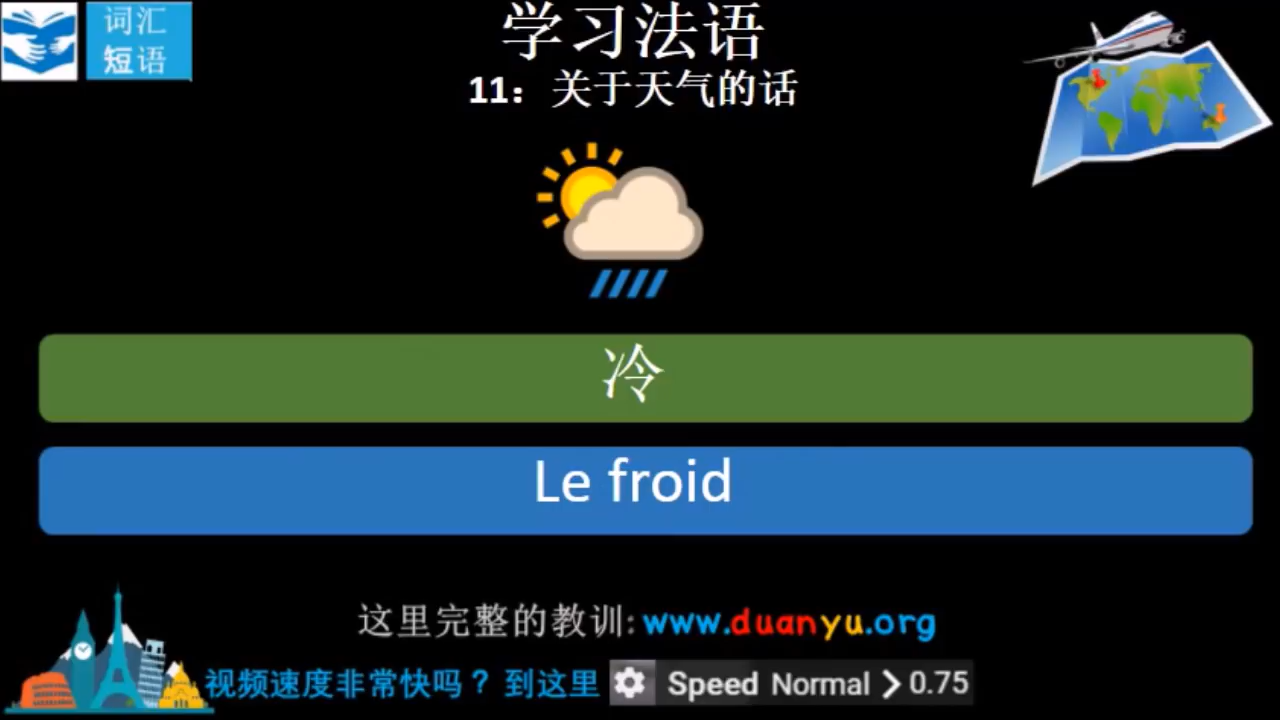 词汇
短语
学习法语
11：关于天气的话
冷
Le froid
这里完整的教训: www.duanyu.org
视频速度非常快吗？ 到这里 Speed Normal > 0.75